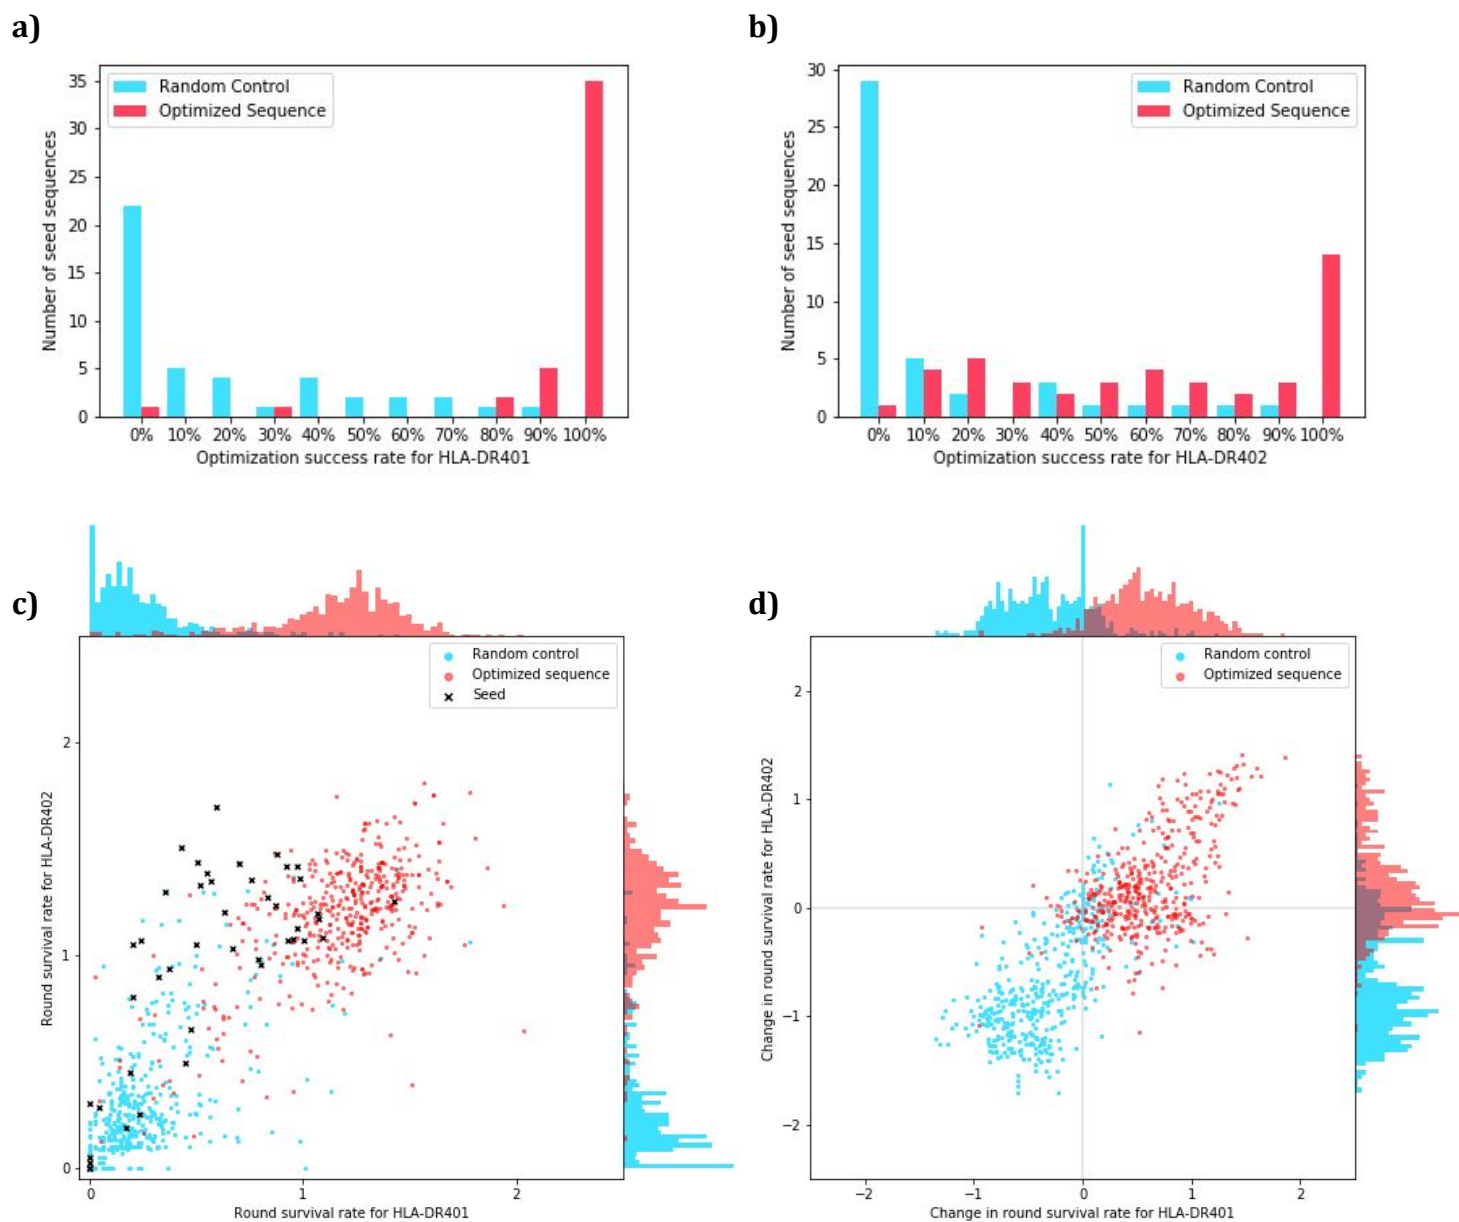 a)
35
30
25
20
15
10
5
0
Number of seed sequences
Random Control
Optimized Sequence
0% 10% 20% 30% 40% 50% 60% 70% 80% 90% 100%
Optimization success rate for HLA-DR401
b)
30
25
20
15
10
5
0
Number of seed sequences
Random Control
Optimized Sequence
0% 10% 20% 30% 40% 50% 60% 70% 80% 90% 100%
Optimization success rate for HLA-DR402
c)
Random control
Optimized sequence
Seed
2
1
0
Round survival rate for HLA-DR402
0 1 2
Round survival rate for HLA-DR401
d)
Random control
Optimized sequence
2
1
0
−1
−2
Change in round survival rate for HLA-DR402
−2 −1 0 1 2
Change in round survival rate for HLA-DR401